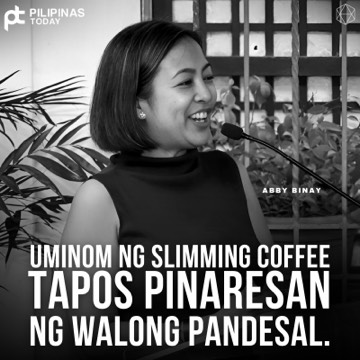 PILIPINAS
TODAY
ABBY BINAY
UMINOM NG SLIMMING COFFEE
TAPOS PINARESAN
NG WALONG PANDESAL.